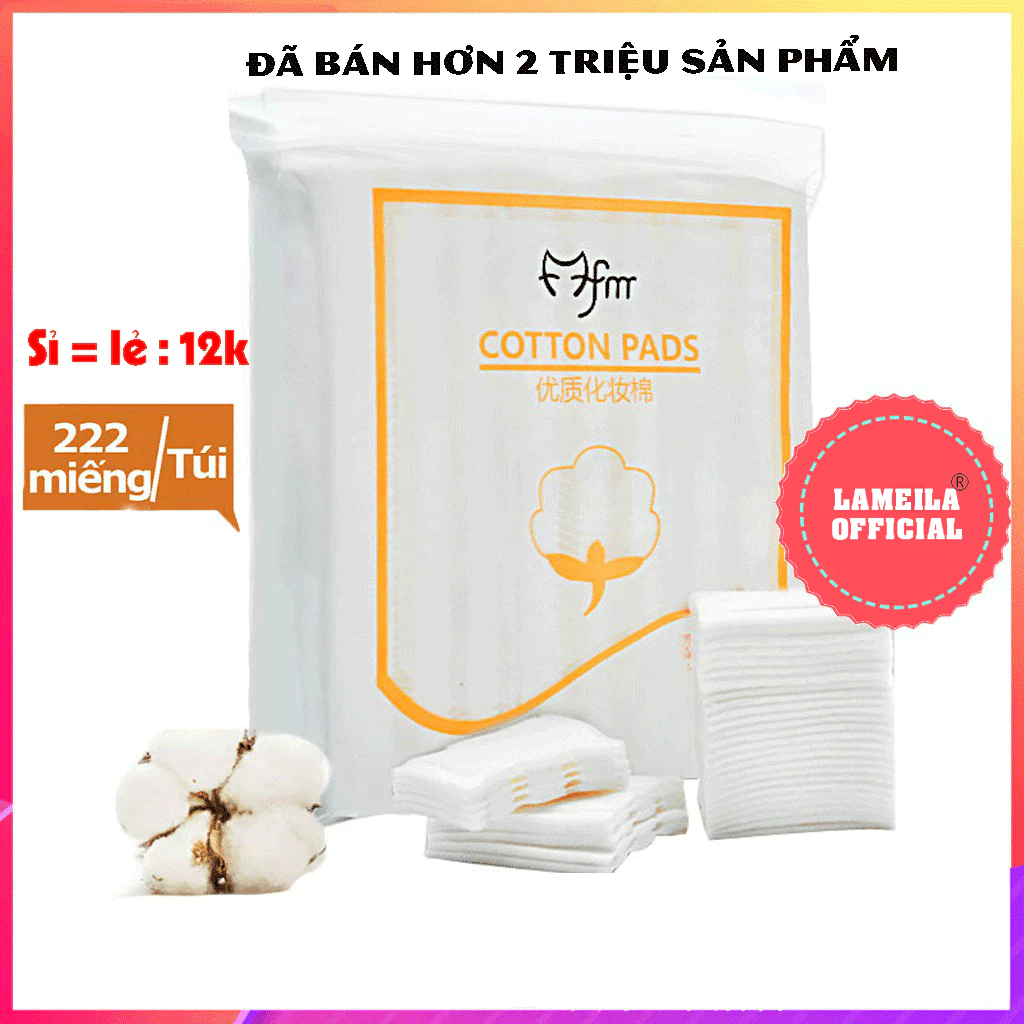 ĐÃ BÁN HƠN 2 TRIỆU SẢN PHẨM
COTTON PADS
优质化妆棉
Sỉ = lẻ : 12k
222
miếng/Túi
LAMEILA ®
OFFICIAL